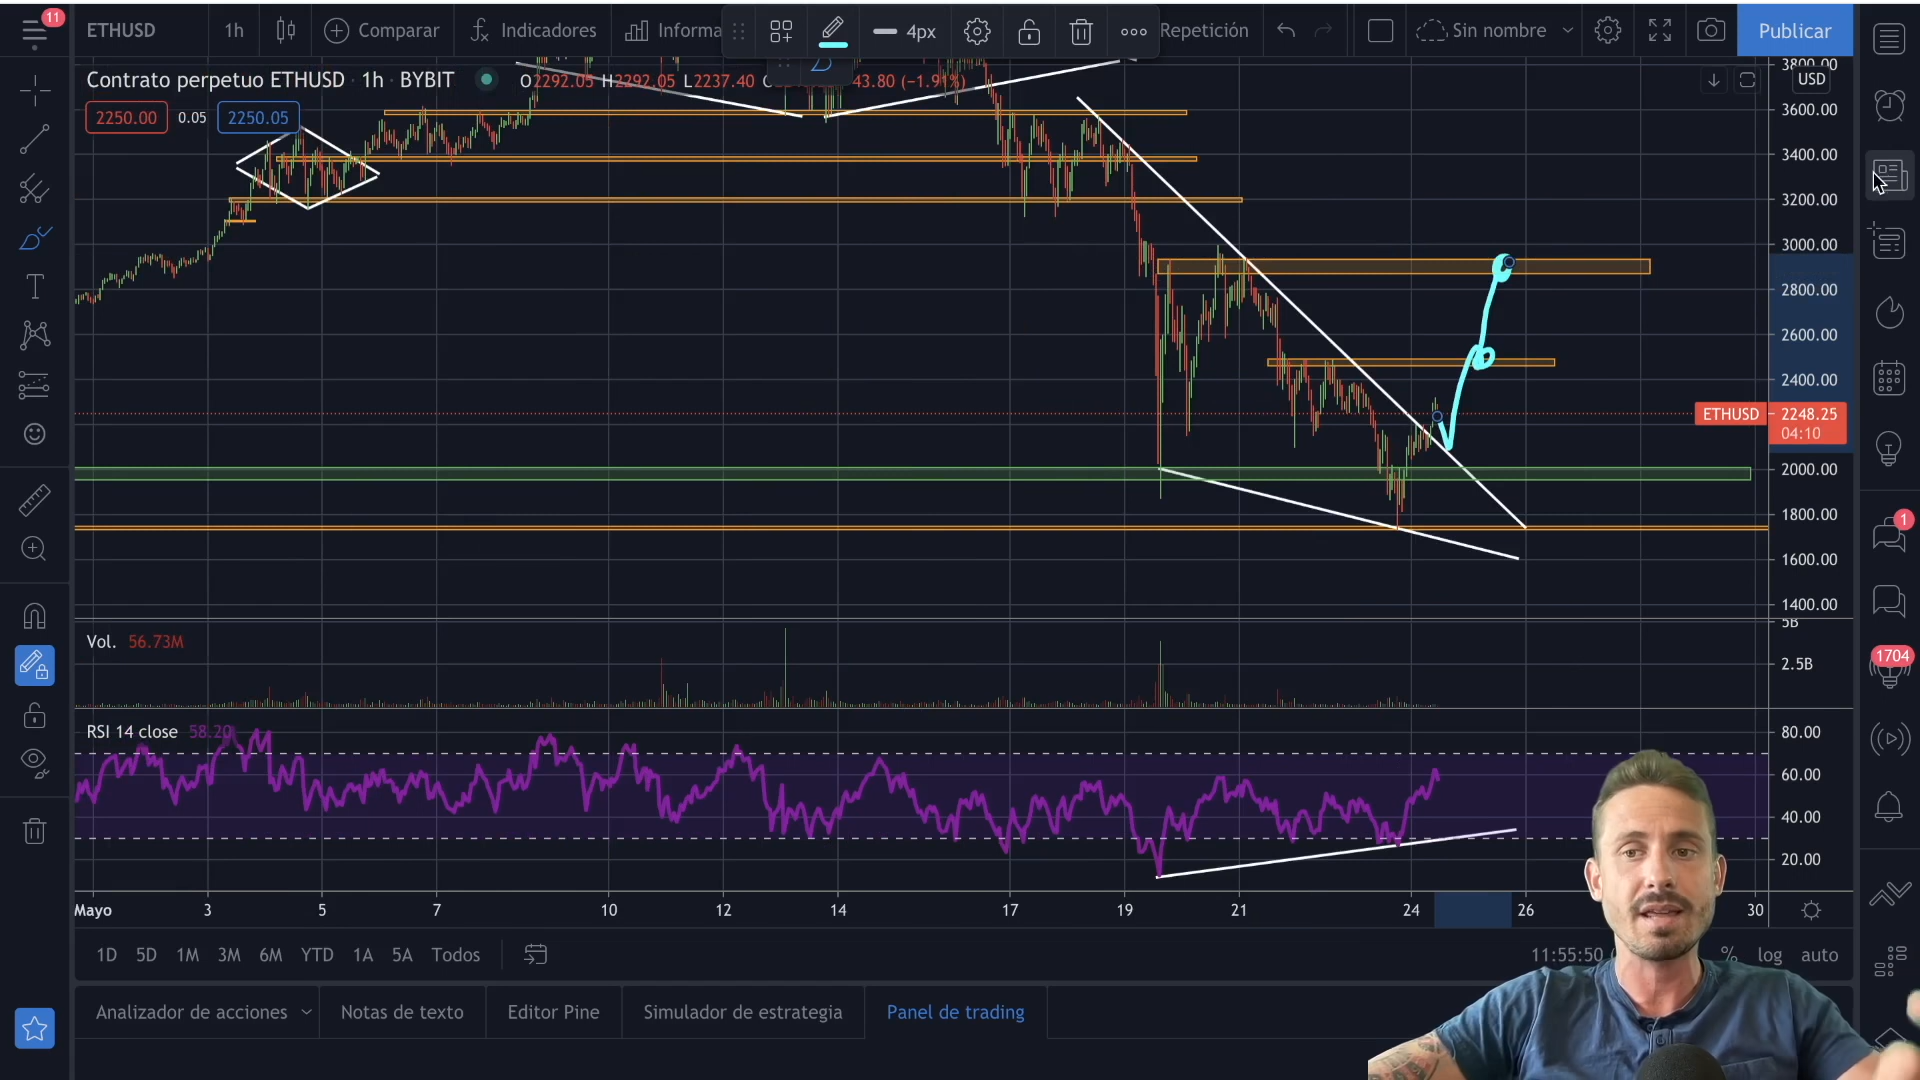 11
ETHUSD
1h
Comparar
Indicadores
Informa
4px
Repetición
Sin nombre
Publicar
Contrato perpetuo ETHUSD · 1h · BYBIT
O2292.05 H2292.05 L2237.40 43.80 (−1.91%)
USD
2250.00
0.05
2250.05
3800.00
3600.00
3400.00
3200.00
3000.00
2800.00
2600.00
2400.00
ETHUSD
2248.25
04:10
2000.00
1800.00
1600.00
1400.00
1
1704
Vol. 56.73M
5B
2.5B
RSI 14 close 58.20
80.00
60.00
40.00
20.00
Mayo
3
5
7
10
12
14
17
19
21
24
26
30
1D
5D
1M
3M
6M
YTD
1A
5A
Todos
11:55:50
%
log
auto
Analizador de acciones
Notas de texto
Editor Pine
Simulador de estrategia
Panel de trading